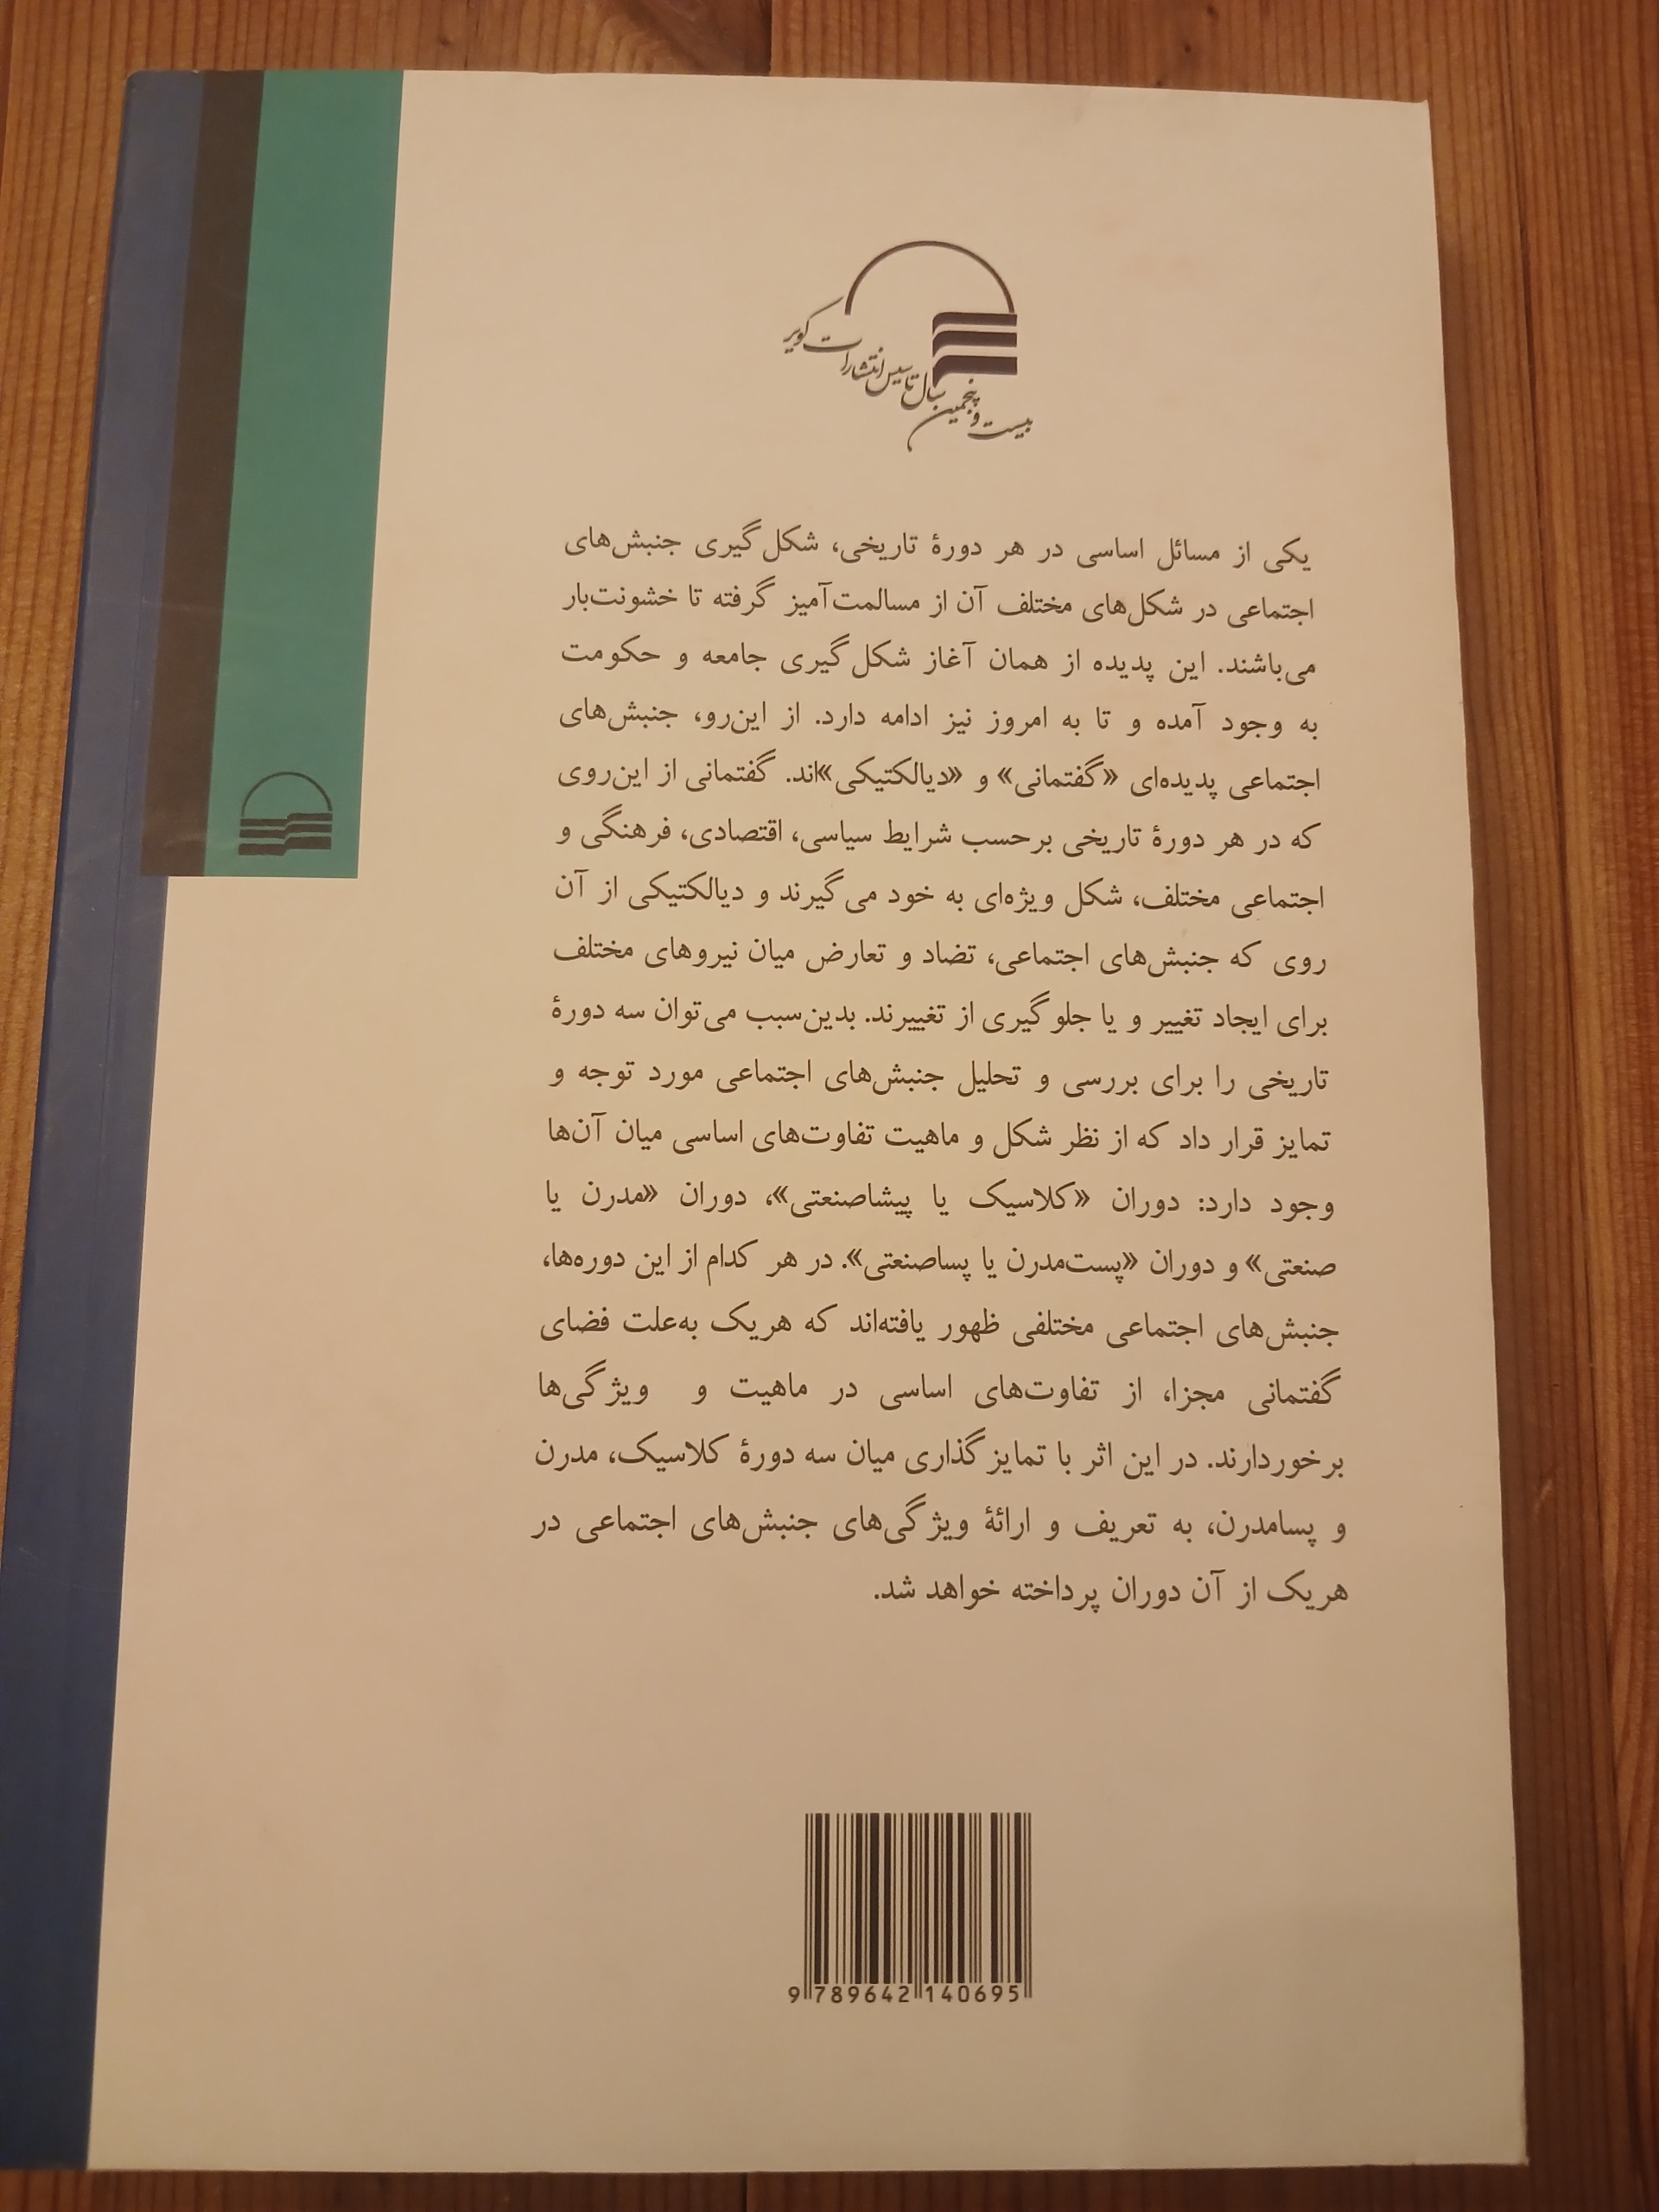 بیست و پنجمین سال تاسیس انتشارات کویر
یکی از مسائل اساسی در هر دورهٔ تاریخی، شکل‌گیری جنبش‌های
اجتماعی در شکل‌های مختلف آن از مسالمت‌آمیز گرفته تا خشونت‌بار
می‌باشند. این پدیده از همان آغاز شکل‌گیری جامعه و حکومت
به وجود آمده و تا به امروز نیز ادامه دارد. از این‌رو، جنبش‌های
اجتماعی پدیده‌ای «گفتمانی» و «دیالکتیکی»اند. گفتمانی از این‌روی
که در هر دورهٔ تاریخی برحسب شرایط سیاسی، اقتصادی، فرهنگی و
اجتماعی مختلف، شکل ویژه‌ای به خود می‌گیرند و دیالکتیکی از آن
روی که جنبش‌های اجتماعی، تضاد و تعارض میان نیروهای مختلف
برای ایجاد تغییر و یا جلوگیری از تغییرند. بدین‌سبب می‌توان سه دورهٔ
تاریخی را برای بررسی و تحلیل جنبش‌های اجتماعی مورد توجه و
تمایز قرار داد که از نظر شکل و ماهیت تفاوت‌های اساسی میان آن‌ها
وجود دارد: دوران «کلاسیک یا پیشاصنعتی»، دوران «مدرن یا
صنعتی» و دوران «پست‌مدرن یا پساصنعتی». در هر کدام از این دوره‌ها،
جنبش‌های اجتماعی مختلفی ظهور یافته‌اند که هریک به‌علت فضای
گفتمانی مجزا، از تفاوت‌های اساسی در ماهیت و ویژگی‌ها
برخوردارند. در این اثر با تمایزگذاری میان سه دورهٔ کلاسیک، مدرن
و پسامدرن، به تعریف و ارائهٔ ویژگی‌های جنبش‌های اجتماعی در
هریک از آن دوران پرداخته خواهد شد.
9 789642 140695